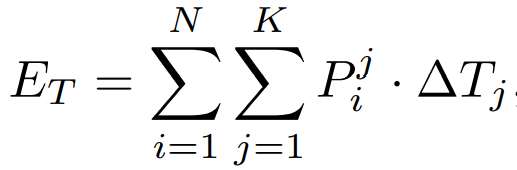 $E_T = \sum_{i=1}^{N} \sum_{j=1}^{K} P_i^j \cdot \Delta T_j,$